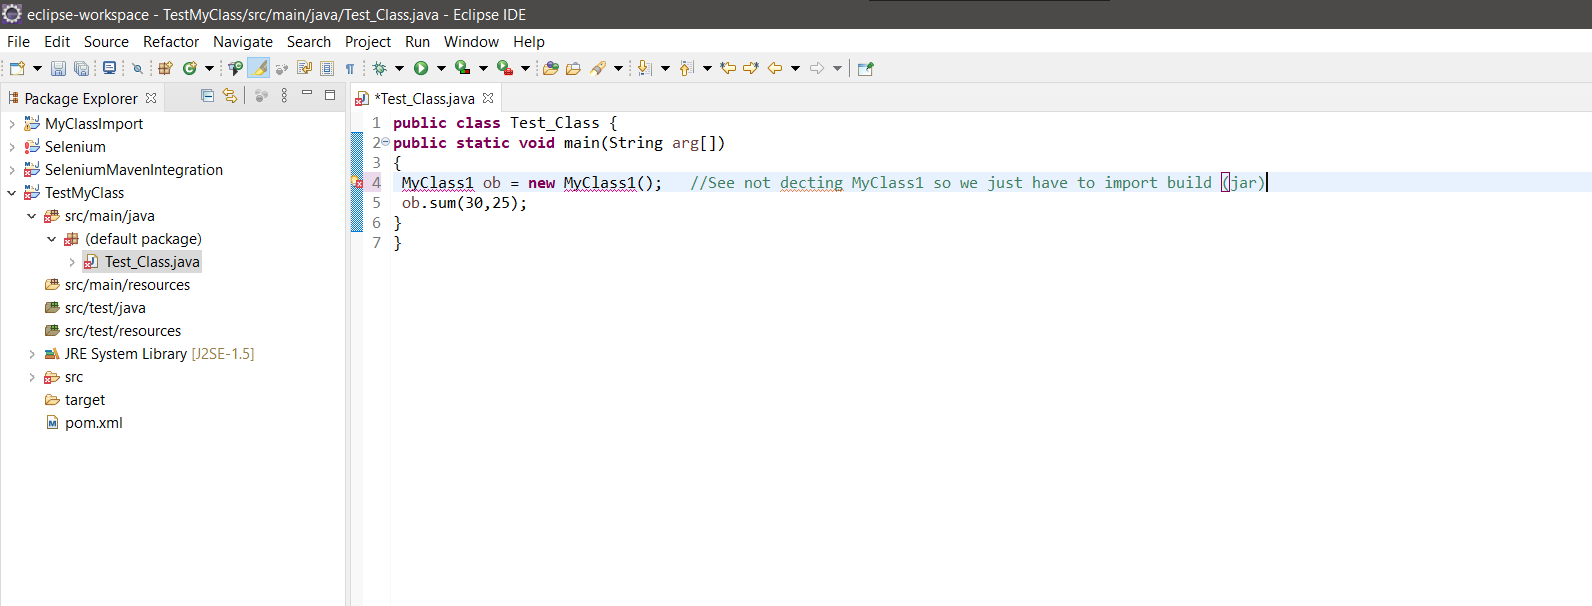 eclipse-workspace - TestMyClass/src/main/java/Test_Class.java - Eclipse IDE
File Edit Source Refactor Navigate Search Project Run Window Help
Package Explorer
*Test_Class.java
MyClassImport
Selenium
SeleniumMavenIntegration
TestMyClass
src/main/java
(default package)
Test_Class.java
src/main/resources
src/test/java
src/test/resources
JRE System Library [J2SE-1.5]
src
target
pom.xml
1 public class Test_Class {
2 public static void main(String arg[])
3 {
4 MyClass1 ob = new MyClass1(); //See not decting MyClass1 so we just have to import build (jar)
5 ob.sum(30,25);
6 }
7 }